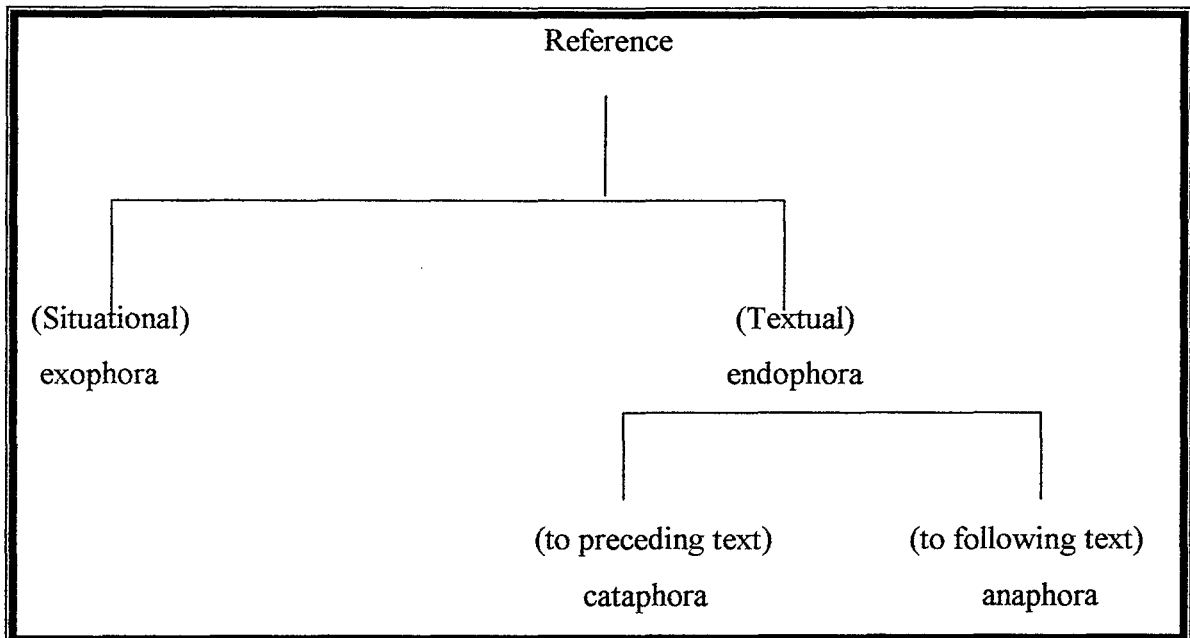 Reference
(Situational) (Textual)
exophora endophora
(to preceding text) (to following text)
cataphora anaphora